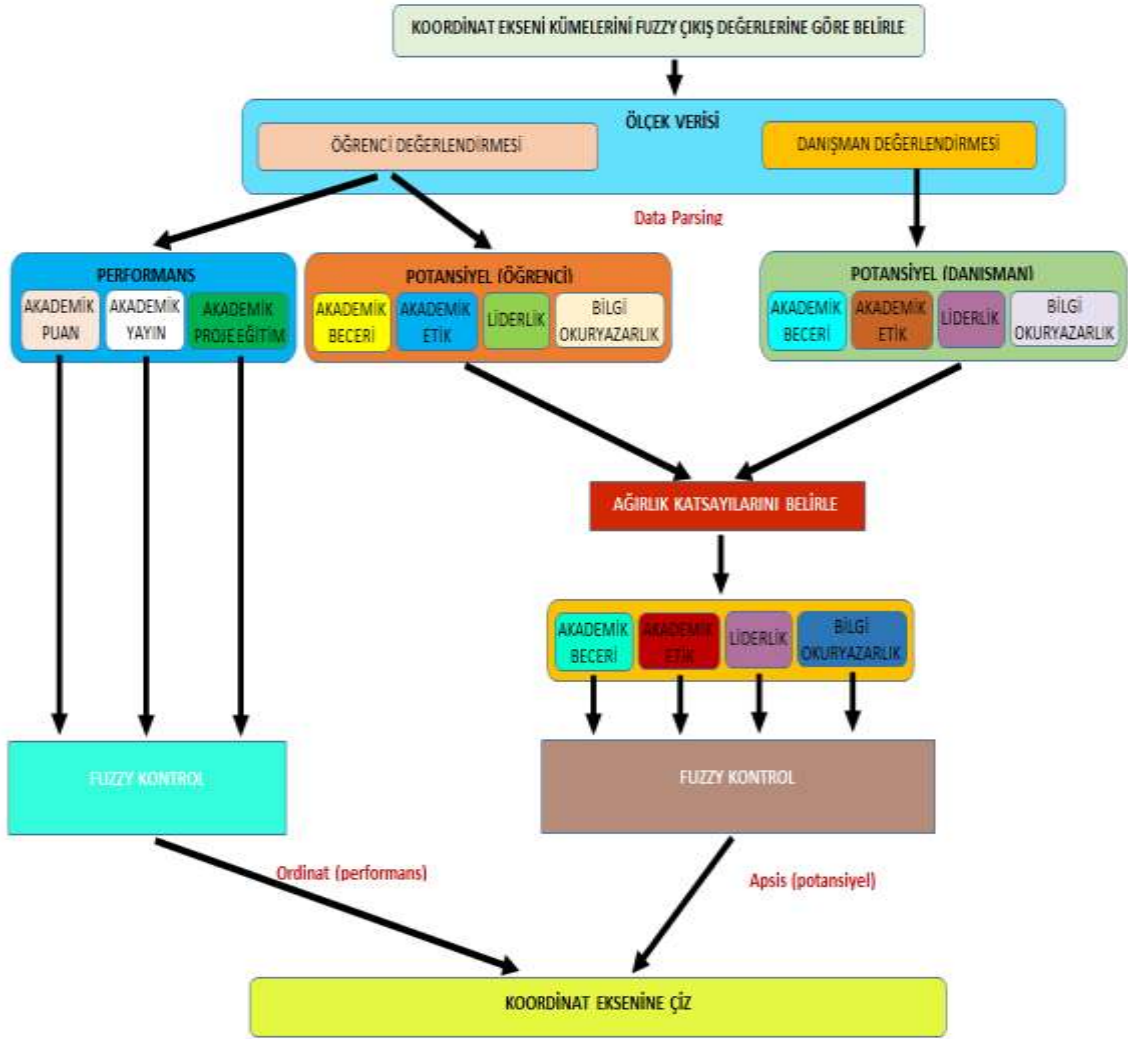 KOORDİNAT EKSENİ KÜMELERİNİ FUZZY ÇIKIŞ DEĞERLERİNE GÖRE BELİRLE
ÖLÇEK VERİSİ
ÖĞRENCİ DEĞERLENDİRMESİ
DANIŞMAN DEĞERLENDİRMESİ
Data Parsing
PERFORMANS
AKADEMİK
PUAN
AKADEMİK
YAYIN
AKADEMİK
PROJE EĞİTİM
POTANSİYEL (ÖĞRENCİ)
AKADEMİK
BECERİ
AKADEMİK
ETİK
LİDERLİK
BİLGİ
OKURYAZARLIK
POTANSİYEL (DANISMAN)
AKADEMİK
BECERİ
AKADEMİK
ETİK
LİDERLİK
BİLGİ
OKURYAZARLIK
AĞIRLIK KATSAYILARINI BELİRLE
AKADEMİK
BECERİ
AKADEMİK
ETİK
LİDERLİK
BİLGİ
OKURYAZARLIK
FUZZY KONTROL
FUZZY KONTROL
Ordinat (performans)
Apsis (potansiyel)
KOORDİNAT EKSENİNE ÇİZ